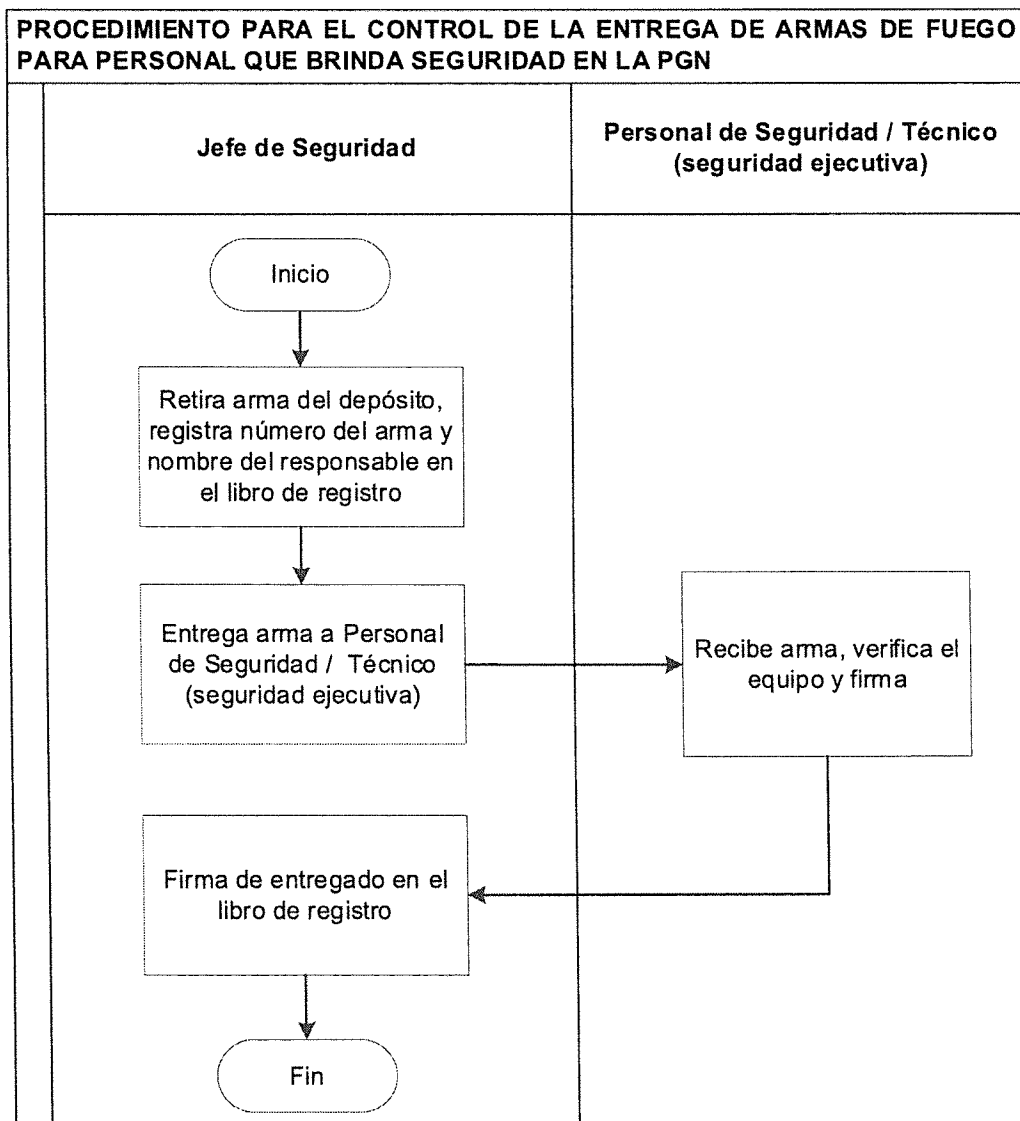 PROCEDIMIENTO PARA EL CONTROL DE LA ENTREGA DE ARMAS DE FUEGO
PARA PERSONAL QUE BRINDA SEGURIDAD EN LA PGN
Jefe de Seguridad
Personal de Seguridad / Técnico
(seguridad ejecutiva)
Inicio
Retira arma del depósito,
registra número del arma y
nombre del responsable en
el libro de registro
Entrega arma a Personal
de Seguridad / Técnico
(seguridad ejecutiva)
Recibe arma, verifica el
equipo y firma
Firma de entregado en el
libro de registro
Fin